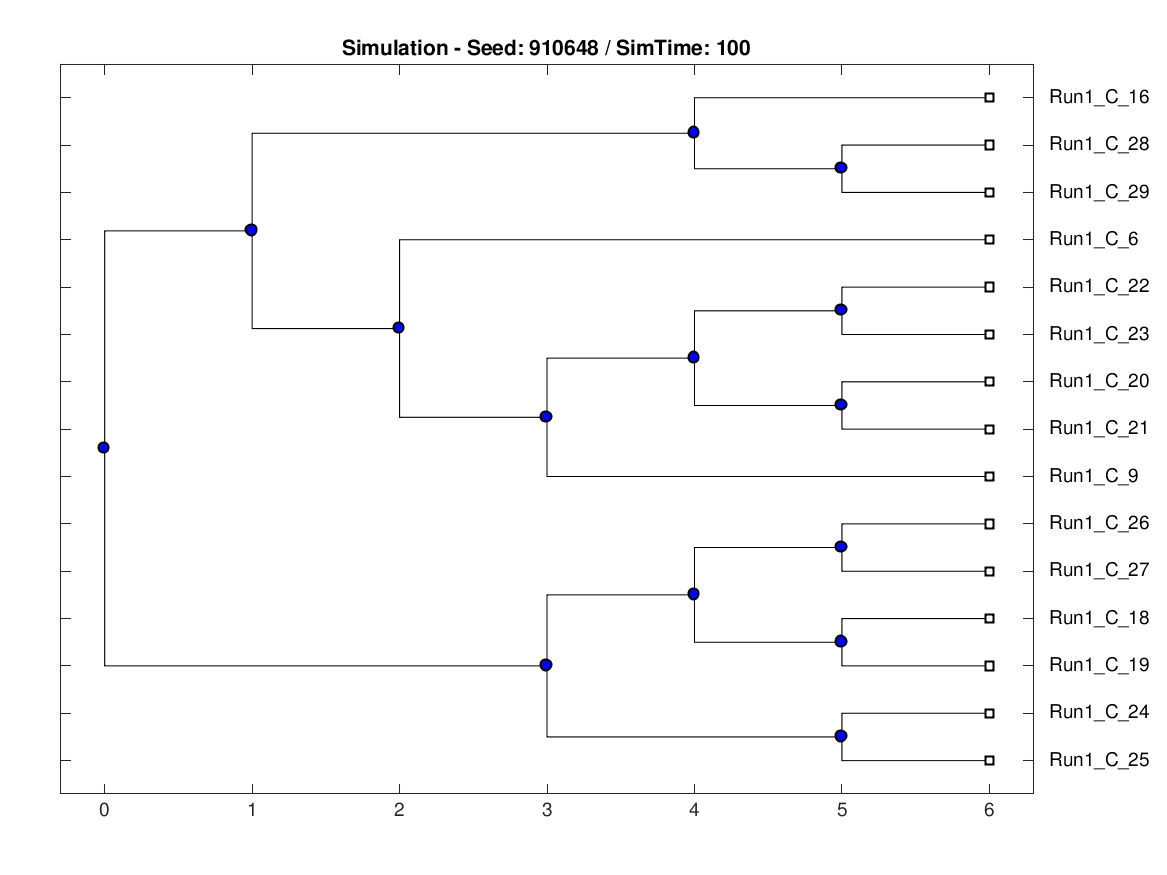 Simulation - Seed: 910648 / SimTime: 100
Run1_C_16
Run1_C_28
Run1_C_29
Run1_C_6
Run1_C_22
Run1_C_23
Run1_C_20
Run1_C_21
Run1_C_9
Run1_C_26
Run1_C_27
Run1_C_18
Run1_C_19
Run1_C_24
Run1_C_25
0 1 2 3 4 5 6